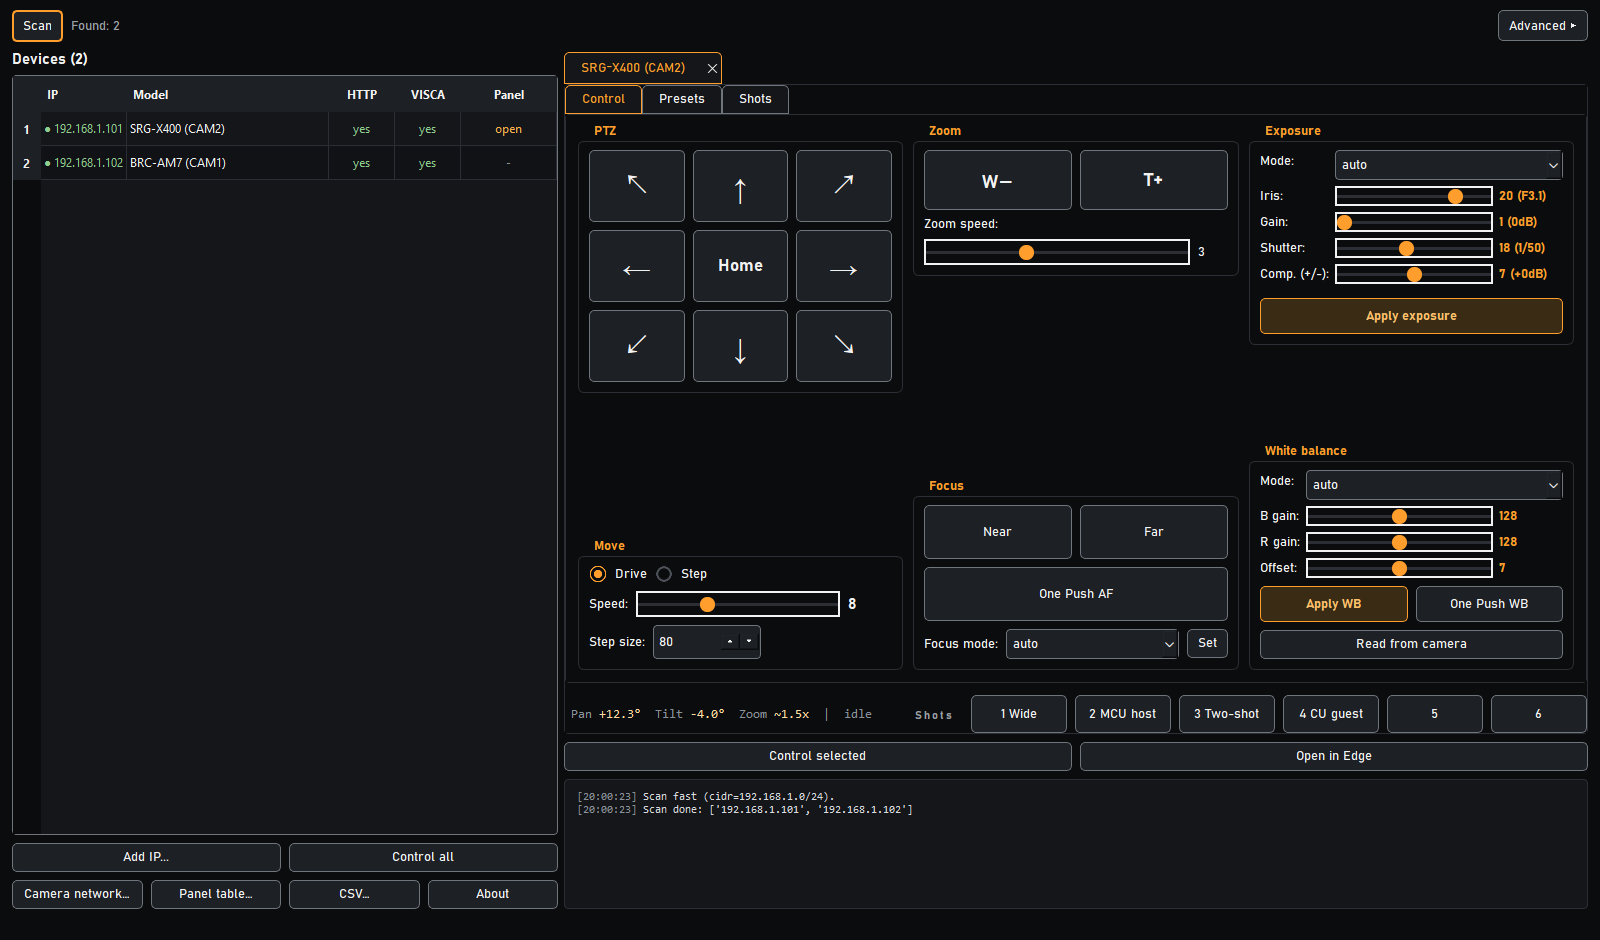 Scan Found: 2 Advanced ▸
Devices (2)
IP Model HTTP VISCA Panel
1 192.168.1.101 SRG-X400 (CAM2) yes yes open
2 192.168.1.102 BRC-AM7 (CAM1) yes yes -
Add IP... Control all
Camera network... Panel table... CSV... About
SRG-X400 (CAM2) ×
Control Presets Shots
PTZ
↖ ↑ ↗
← Home →
↙ ↓ ↘
Move
Drive Step
Speed: 8
Step size: 80
Zoom
W− T+
Zoom speed:
3
Focus
Near Far
One Push AF
Focus mode: auto Set
Exposure
Mode: auto
Iris: 20 (F3.1)
Gain: 1 (0dB)
Shutter: 18 (1/50)
Comp. (+/-): 7 (+0dB)
Apply exposure
White balance
Mode: auto
B gain: 128
R gain: 128
Offset: 7
Apply WB One Push WB
Read from camera
Pan +12.3° Tilt -4.0° Zoom ~1.5x | idle Shots 1 Wide 2 MCU host 3 Two-shot 4 CU guest 5 6
Control selected Open in Edge
[20:00:23] Scan fast (cidr=192.168.1.0/24).
[20:00:23] Scan done: ['192.168.1.101', '192.168.1.102']